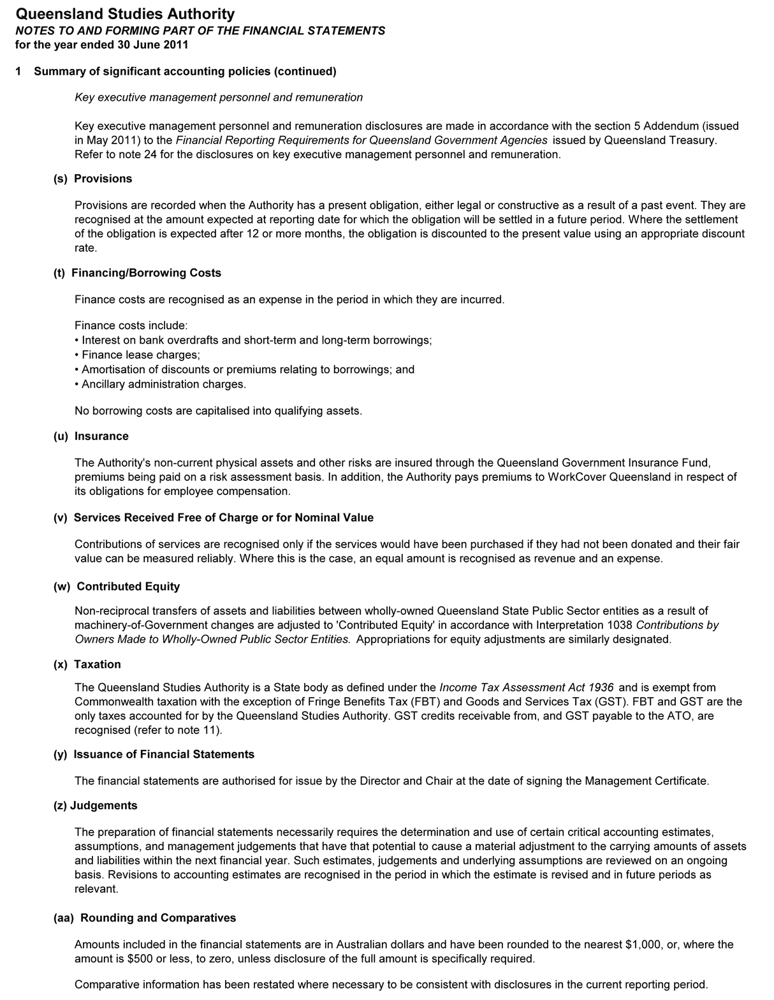 Queensland Studies Authority
NOTES TO AND FORMING PART OF THE FINANCIAL STATEMENTS
for the year ended 30 June 2011
1 Summary of significant accounting policies (continued)
Key executive management personnel and remuneration
Key executive management personnel and remuneration disclosures are made in accordance with the section 5 Addendum (issued
in May 2011) to the Financial Reporting Requirements for Queensland Government Agencies issued by Queensland Treasury.
Refer to note 24 for the disclosures on key executive management personnel and remuneration.
(s) Provisions
Provisions are recorded when the Authority has a present obligation, either legal or constructive as a result of a past event. They are
recognised at the amount expected at reporting date for which the obligation will be settled in a future period. Where the settlement
of the obligation is expected after 12 or more months, the obligation is discounted to the present value using an appropriate discount
rate.
(t) Financing/Borrowing Costs
Finance costs are recognised as an expense in the period in which they are incurred.
Finance costs include:
• Interest on bank overdrafts and short-term and long-term borrowings;
• Finance lease charges;
• Amortisation of discounts or premiums relating to borrowings; and
• Ancillary administration charges.
No borrowing costs are capitalised into qualifying assets.
(u) Insurance
The Authority's non-current physical assets and other risks are insured through the Queensland Government Insurance Fund,
premiums being paid on a risk assessment basis. In addition, the Authority pays premiums to WorkCover Queensland in respect of
its obligations for employee compensation.
(v) Services Received Free of Charge or for Nominal Value
Contributions of services are recognised only if the services would have been purchased if they had not been donated and their fair
value can be measured reliably. Where this is the case, an equal amount is recognised as revenue and an expense.
(w) Contributed Equity
Non-reciprocal transfers of assets and liabilities between wholly-owned Queensland State Public Sector entities as a result of
machinery-of-Government changes are adjusted to 'Contributed Equity' in accordance with Interpretation 1038 Contributions by
Owners Made to Wholly-Owned Public Sector Entities. Appropriations for equity adjustments are similarly designated.
(x) Taxation
The Queensland Studies Authority is a State body as defined under the Income Tax Assessment Act 1936 and is exempt from
Commonwealth taxation with the exception of Fringe Benefits Tax (FBT) and Goods and Services Tax (GST). FBT and GST are the
only taxes accounted for by the Queensland Studies Authority. GST credits receivable from, and GST payable to the ATO, are
recognised (refer to note 11).
(y) Issuance of Financial Statements
The financial statements are authorised for issue by the Director and Chair at the date of signing the Management Certificate.
(z) Judgements
The preparation of financial statements necessarily requires the determination and use of certain critical accounting estimates,
assumptions, and management judgements that have that potential to cause a material adjustment to the carrying amounts of assets
and liabilities within the next financial year. Such estimates, judgements and underlying assumptions are reviewed on an ongoing
basis. Revisions to accounting estimates are recognised in the period in which the estimate is revised and in future periods as
relevant.
(aa) Rounding and Comparatives
Amounts included in the financial statements are in Australian dollars and have been rounded to the nearest $1,000, or, where the
amount is $500 or less, to zero, unless disclosure of the full amount is specifically required.
Comparative information has been restated where necessary to be consistent with disclosures in the current reporting period.